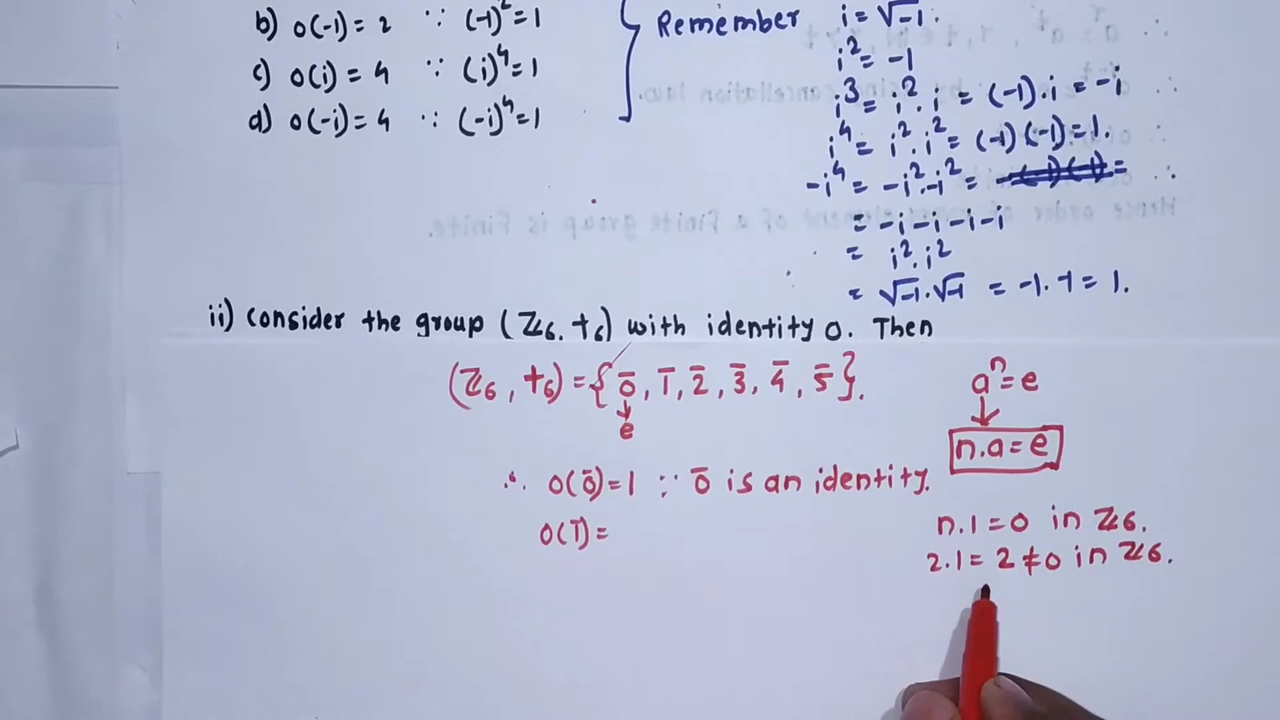 b) o(-1) = 2 ∵ (-1)² = 1
c) o(i) = 4 ∵ (i)⁴ = 1
d) o(-i) = 4 ∵ (-i)⁴ = 1
Remember i = √-1.
i² = -1
i³ = i². i = (-1).i = -i
i⁴ = i². i² = (-1)(-1) = 1.
-i⁴ = -i².-i² = (-1)(-1) =
= -i-i-i-i
= i². i²
= √-1.√-1 = -1.-1 = 1.
ii) Consider the group (Z6, +6) with identity 0. Then
(Z6, +6) = { 0̄, 1̄, 2̄, 3̄, 4̄, 5̄ }.
e
aⁿ = e
n.a = e
∴ o(0̄) = 1 ∵ 0̄ is an identity.
o(1̄) =
n.1 = 0 in Z6.
2.1 = 2 ≠ 0 in Z6.